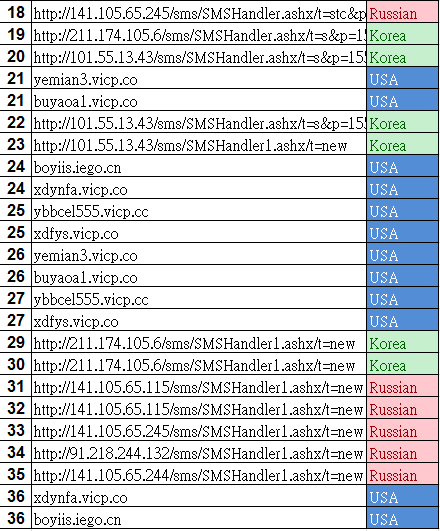 18 http://141.105.65.245/sms/SMSHandler.ashx/t=stc&p Russian
19 http://211.174.105.6/sms/SMSHandler.ashx/t=s&p=15 Korea
20 http://101.55.13.43/sms/SMSHandler.ashx/t=s&p=155 Korea
21 yemian3.vicp.co USA
21 buyaoa1.vicp.co USA
22 http://101.55.13.43/sms/SMSHandler.ashx/t=s&p=155 Korea
23 http://101.55.13.43/sms/SMSHandler1.ashx/t=new Korea
24 boyiis.iego.cn USA
24 xdynfa.vicp.co USA
25 ybbcel555.vicp.cc USA
25 xdfys.vicp.co USA
26 yemian3.vicp.co USA
26 buyaoa1.vicp.co USA
27 ybbcel555.vicp.cc USA
27 xdfys.vicp.co USA
29 http://211.174.105.6/sms/SMSHandler1.ashx/t=new Korea
30 http://211.174.105.6/sms/SMSHandler1.ashx/t=new Korea
31 http://141.105.65.115/sms/SMSHandler1.ashx/t=new Russian
32 http://141.105.65.115/sms/SMSHandler1.ashx/t=new Russian
33 http://141.105.65.245/sms/SMSHandler1.ashx/t=new Russian
34 http://91.218.244.132/sms/SMSHandler1.ashx/t=new Russian
35 http://141.105.65.244/sms/SMSHandler1.ashx/t=new Russian
36 xdynfa.vicp.co USA
36 boyiis.iego.cn USA